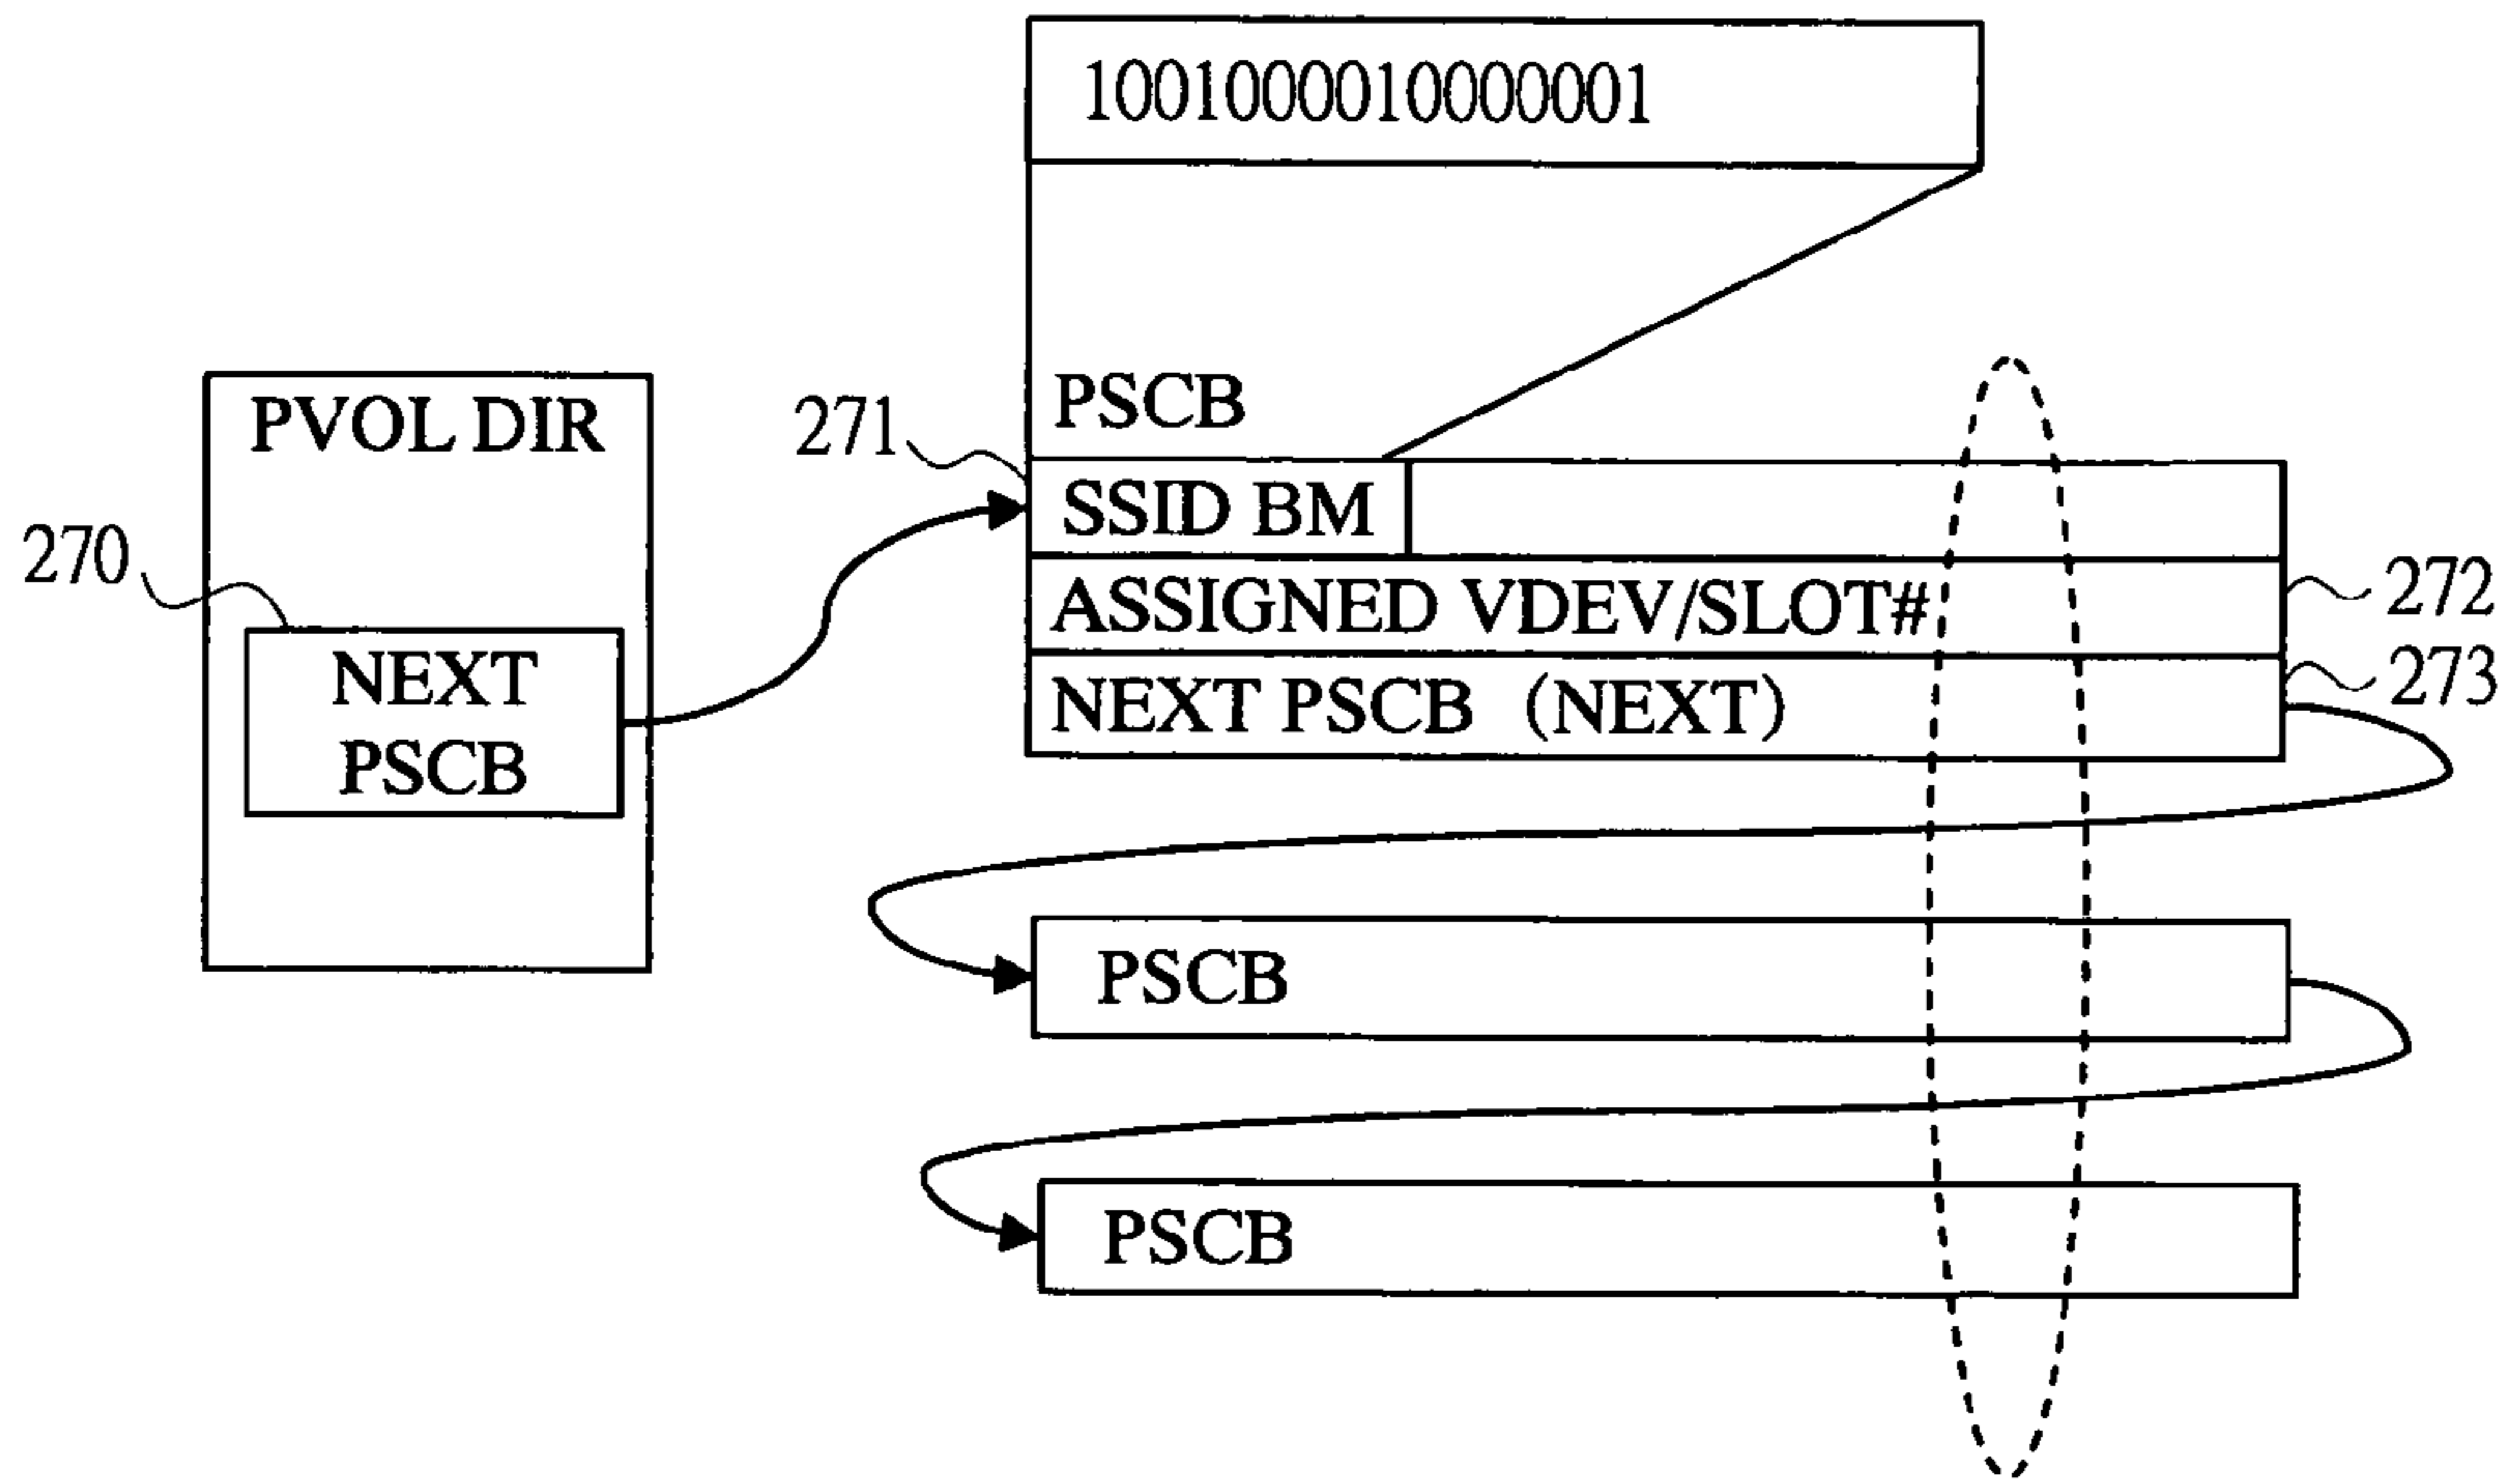 1001000010000001
PSCB
PVOL DIR
271
SSID BM
270
ASSIGNED VDEV/SLOT#
272
NEXT
PSCB
NEXT PSCB (NEXT)
273
PSCB
PSCB